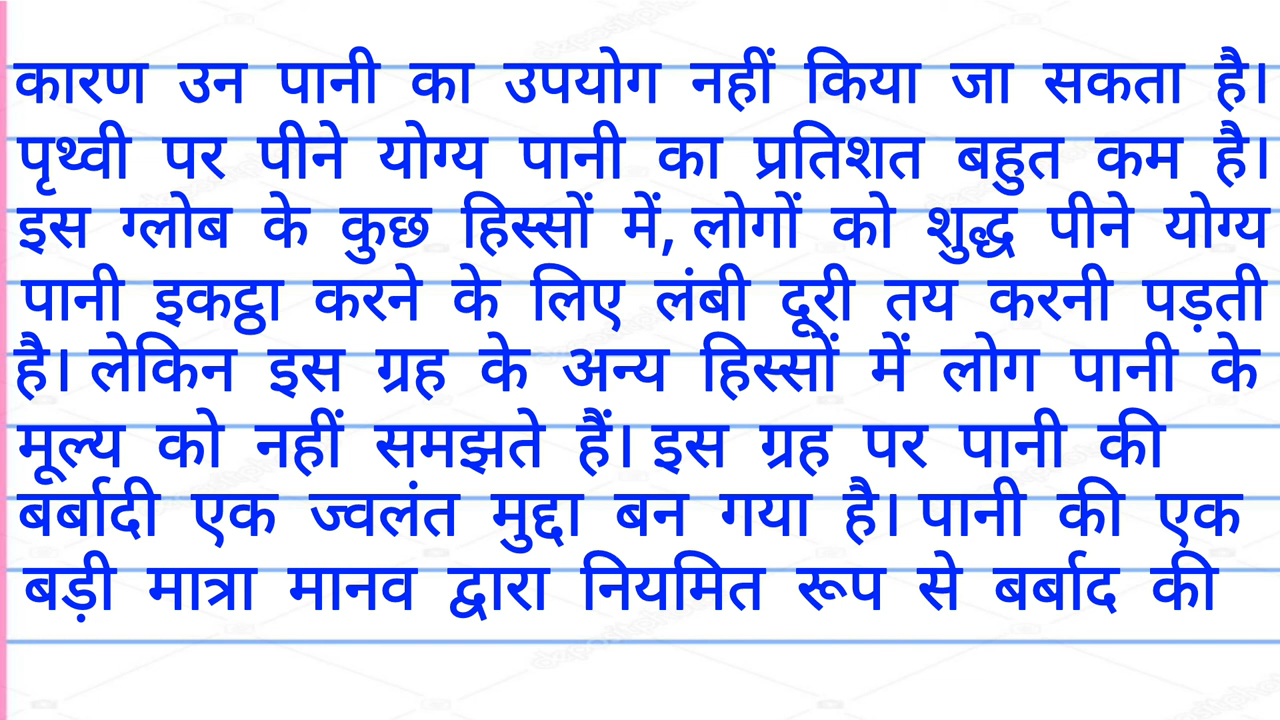 कारण उन पानी का उपयोग नहीं किया जा सकता है।
पृथ्वी पर पीने योग्य पानी का प्रतिशत बहुत कम है।
इस ग्लोब के कुछ हिस्सों में, लोगों को शुद्ध पीने योग्य
पानी इकट्ठा करने के लिए लंबी दूरी तय करनी पड़ती
है। लेकिन इस ग्रह के अन्य हिस्सों में लोग पानी के
मूल्य को नहीं समझते हैं। इस ग्रह पर पानी की
बर्बादी एक ज्वलंत मुद्दा बन गया है। पानी की एक
बड़ी मात्रा मानव द्वारा नियमित रूप से बर्बाद की